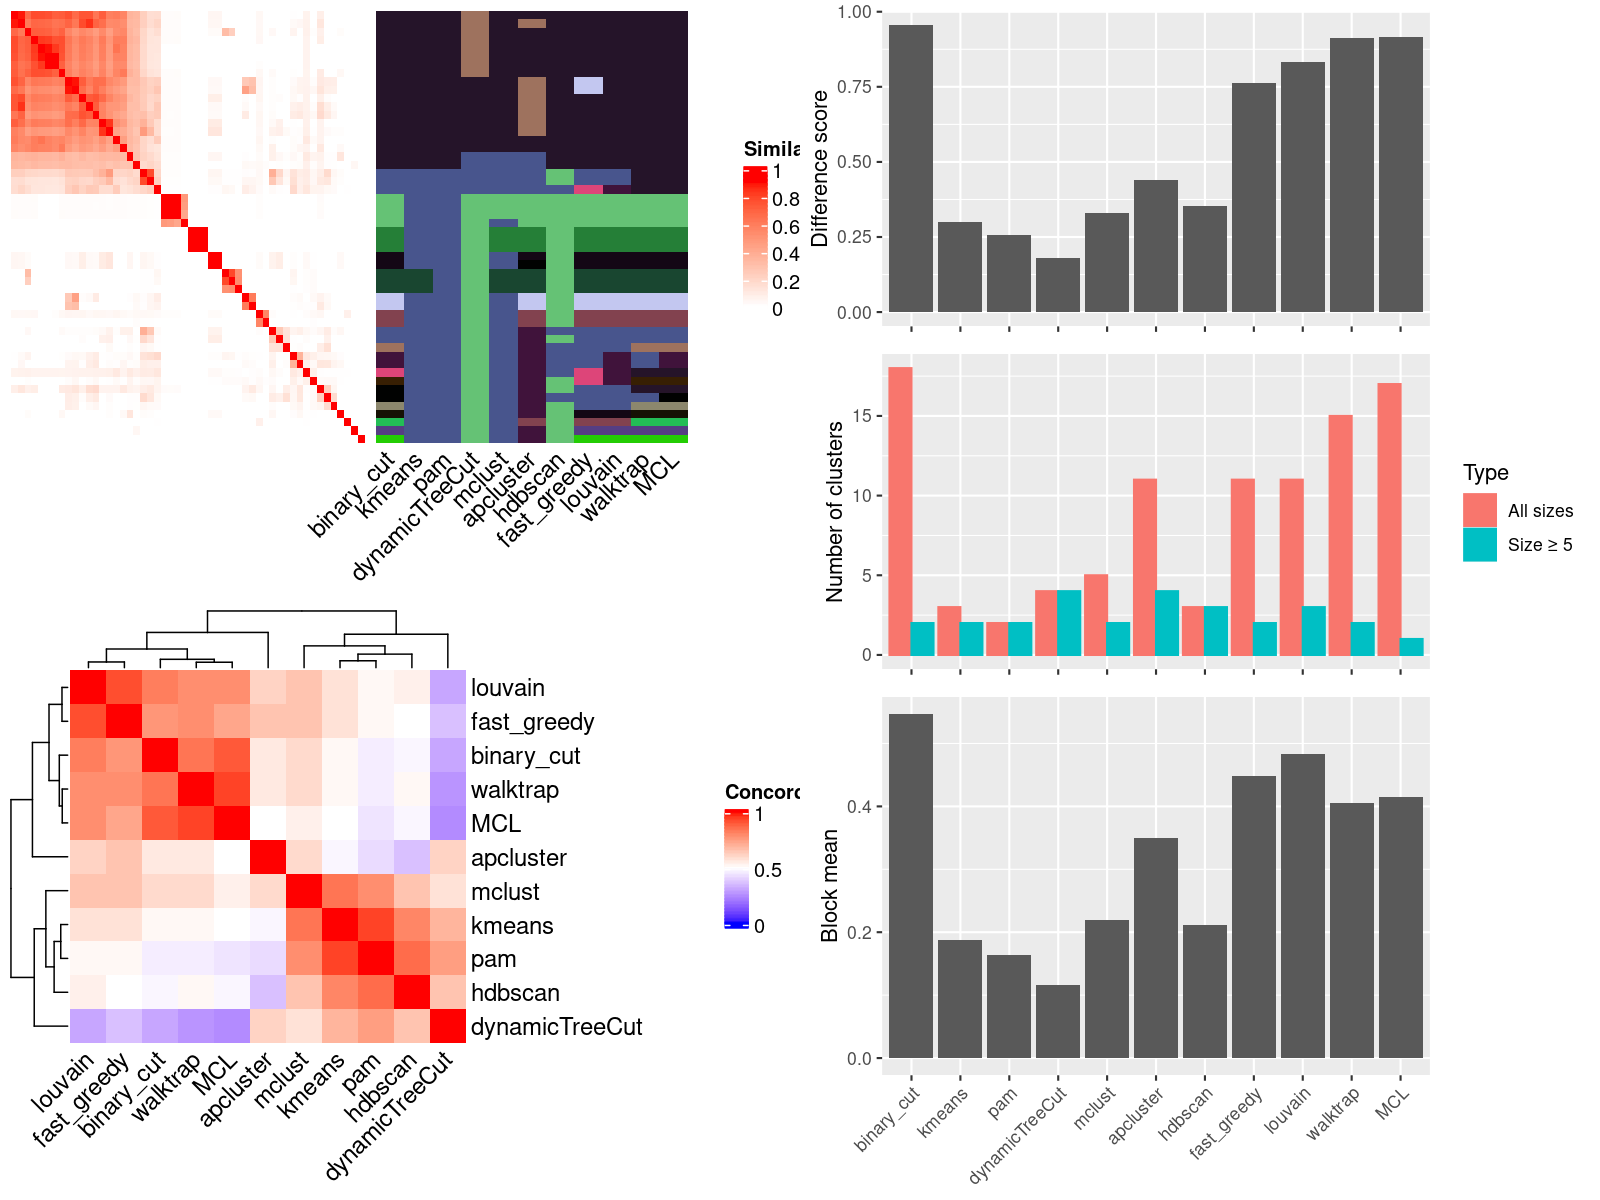 Simila
1
0.8
0.6
0.4
0.2
0
binary_cut
kmeans
pam
dynamicTreeCut
mclust
apcluster
hdbscan
fast_greedy
louvain
walktrap
MCL
Difference score
1.00
0.75
0.50
0.25
0.00
Number of clusters
15
10
5
0
Type
All sizes
Size ≥ 5
louvain
fast_greedy
binary_cut
walktrap
MCL
apcluster
mclust
kmeans
pam
hdbscan
dynamicTreeCut
louvain
fast_greedy
binary_cut
walktrap
MCL
apcluster
mclust
kmeans
pam
hdbscan
dynamicTreeCut
Concord
1
0.5
0
Block mean
0.4
0.2
0.0
binary_cut
kmeans
pam
dynamicTreeCut
mclust
apcluster
hdbscan
fast_greedy
louvain
walktrap
MCL